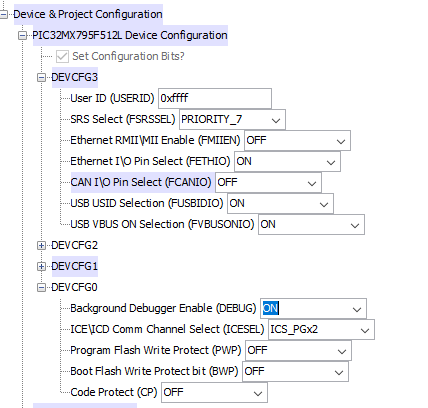 Device & Project Configuration
PIC32MX795F512L Device Configuration
Set Configuration Bits?
DEVCFG3
User ID (USERID) 0xffff
SRS Select (FSRSSEL) PRIORITY_7
Ethernet RMII\MII Enable (FMIIEN) OFF
Ethernet I\O Pin Select (FETHIO) ON
CAN I\O Pin Select (FCANIO) OFF
USB USID Selection (FUSBIDIO) ON
USB VBUS ON Selection (FVBUSONIO) ON
DEVCFG2
DEVCFG1
DEVCFG0
Background Debugger Enable (DEBUG) ON
ICE\ICD Comm Channel Select (ICESEL) ICS_PGx2
Program Flash Write Protect (PWP) OFF
Boot Flash Write Protect bit (BWP) OFF
Code Protect (CP) OFF